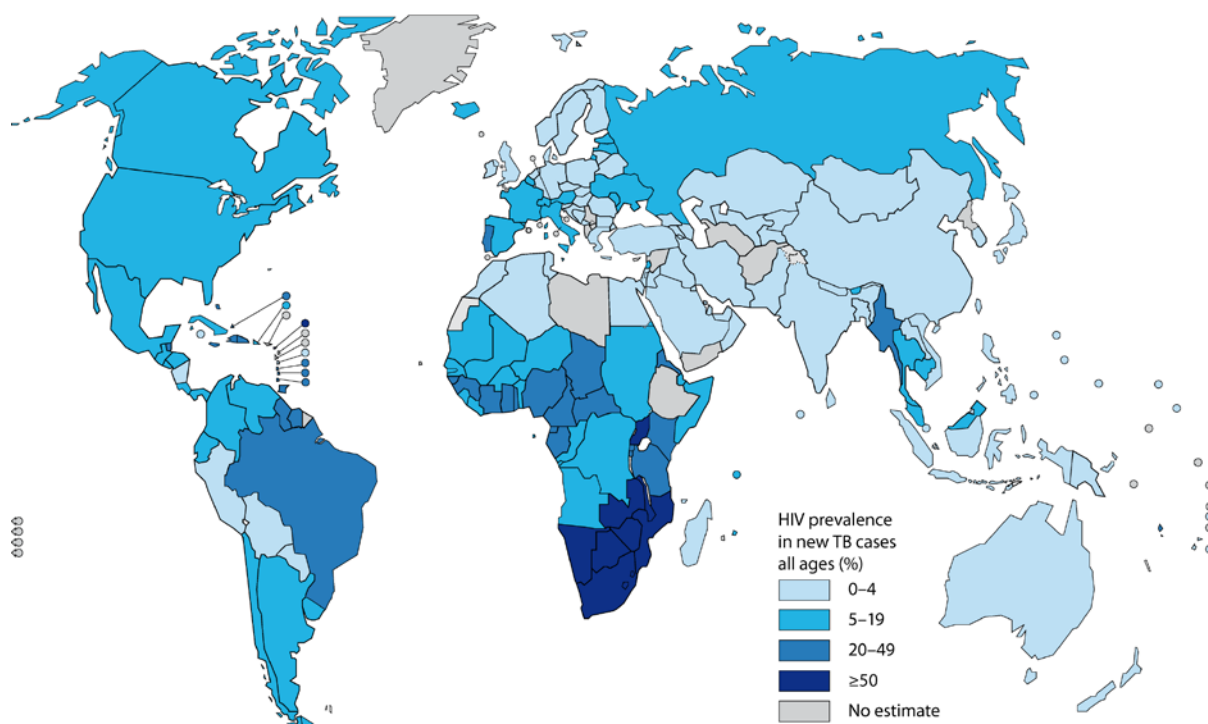 HIV prevalence
in new TB cases
all ages (%)
0–4
5–19
20–49
≥50
No estimate